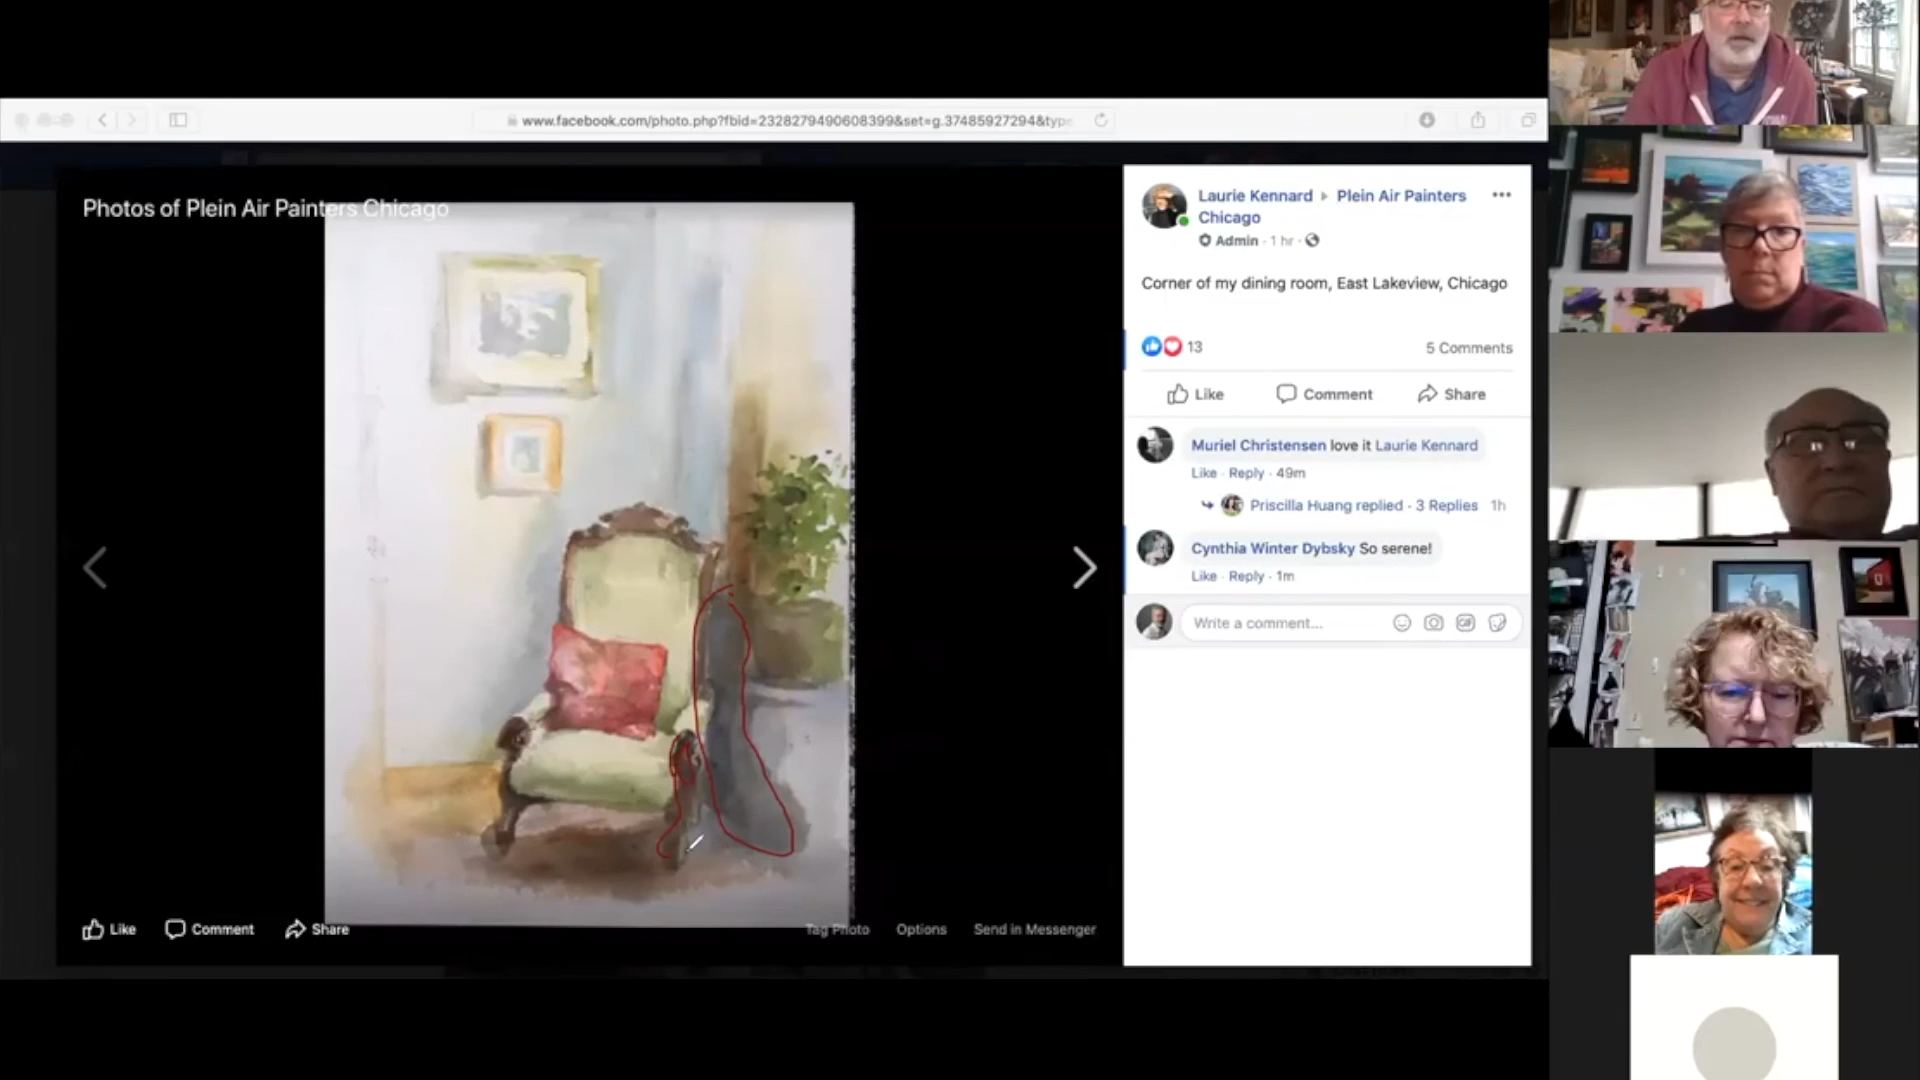 www.facebook.com/photo.php?fbid=2328279490608399&set=g.37485927294&type
Photos of Plein Air Painters Chicago
Laurie Kennard ▸ Plein Air Painters
Chicago
Admin · 1 hr ·
Corner of my dining room, East Lakeview, Chicago
13
5 Comments
Like Comment Share
Muriel Christensen love it Laurie Kennard
Like · Reply · 49m
Priscilla Huang replied · 3 Replies 1h
Cynthia Winter Dybsky So serene!
Like · Reply · 1m
Write a comment...
GIF
Like Comment Share
Tag Photo Options Send in Messenger